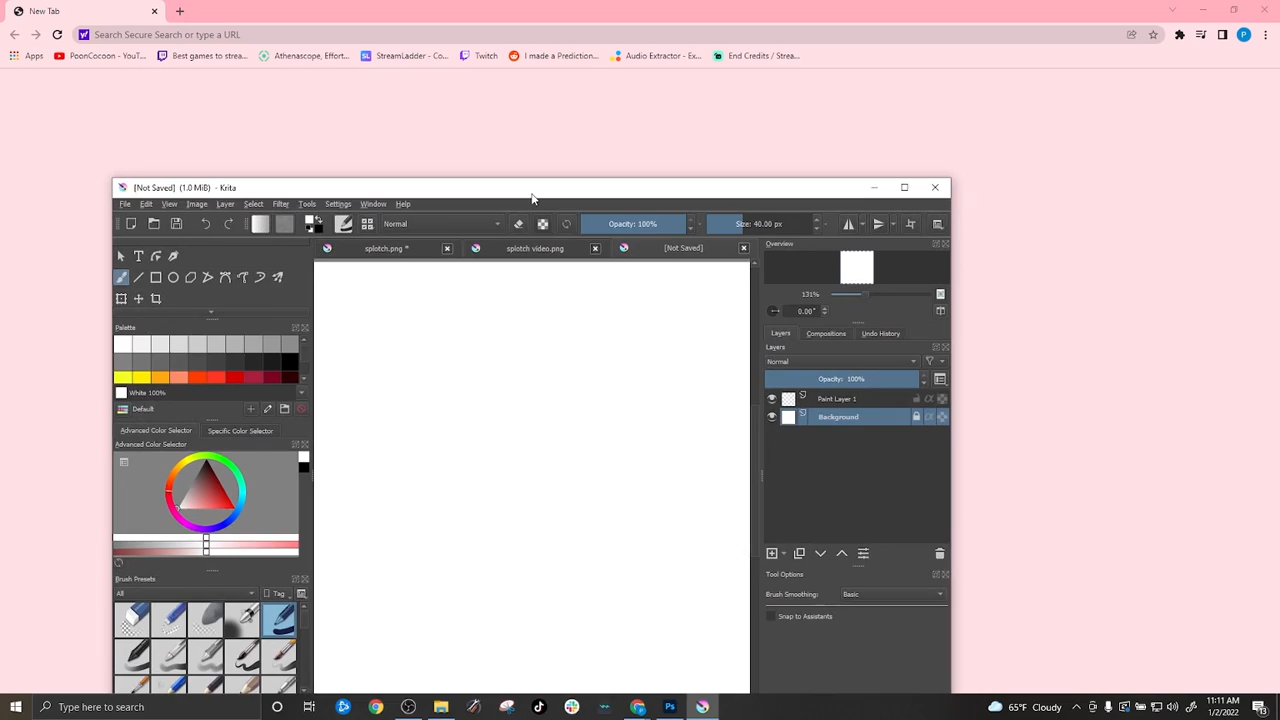 New Tab
Search Secure Search or type a URL
Apps PoonCocoon - YouT... Best games to strea... Athenascope, Effort... StreamLadder - Co... Twitch I made a Prediction... Audio Extractor - Ex... End Credits / Strea...
[Not Saved] (1.0 MiB) - Krita
File Edit View Image Layer Select Filter Tools Settings Window Help
Normal Opacity: 100% Size: 40.00 px
splotch.png * splotch video.png [Not Saved]
Overview
131%
0.00°
Palette
Layers Compositions Undo History
Layers
Normal
Opacity: 100%
White 100%
Paint Layer 1
Default
Background
Advanced Color Selector Specific Color Selector
Advanced Color Selector
Brush Presets
Tool Options
All Tag
Brush Smoothing: Basic
Snap to Assistants
Type here to search
65°F Cloudy
11:11 AM
1/2/2022